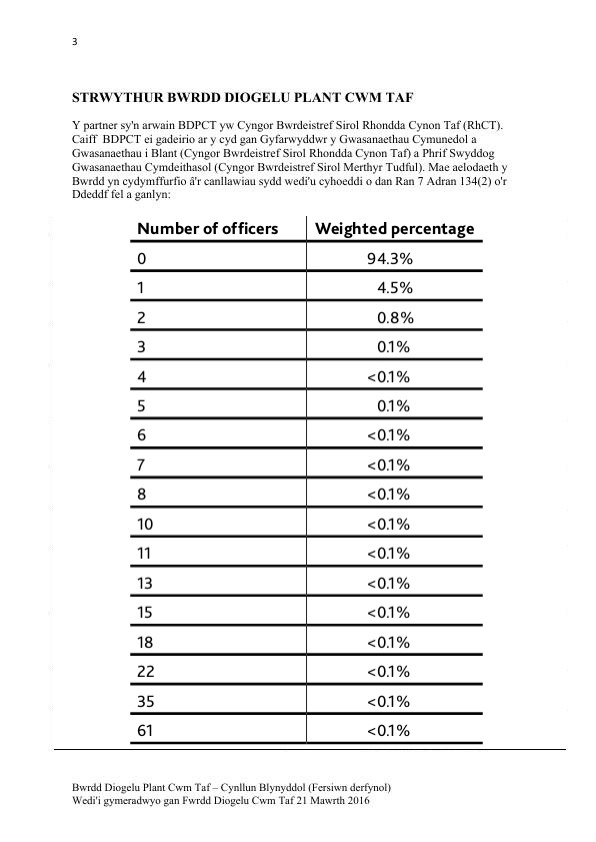 3
STRWYTHUR BWRDD DIOGELU PLANT CWM TAF
Y partner sy'n arwain BDPCT yw Cyngor Bwrdeistref Sirol Rhondda Cynon Taf (RhCT).
Caiff BDPCT ei gadeirio ar y cyd gan Gyfarwyddwr y Gwasanaethau Cymunedol a
Gwasanaethau i Blant (Cyngor Bwrdeistref Sirol Rhondda Cynon Taf) a Phrif Swyddog
Gwasanaethau Cymdeithasol (Cyngor Bwrdeistref Sirol Merthyr Tudful). Mae aelodaeth y
Bwrdd yn cydymffurfio â'r canllawiau sydd wedi'u cyhoeddi o dan Ran 7 Adran 134(2) o'r
Ddeddf fel a ganlyn:
Number of officers Weighted percentage
0 94.3%
1 4.5%
2 0.8%
3 0.1%
4 <0.1%
5 0.1%
6 <0.1%
7 <0.1%
8 <0.1%
10 <0.1%
11 <0.1%
13 <0.1%
15 <0.1%
18 <0.1%
22 <0.1%
35 <0.1%
61 <0.1%
Bwrdd Diogelu Plant Cwm Taf – Cynllun Blynyddol (Fersiwn derfynol)
Wedi'i gymeradwyo gan Fwrdd Diogelu Cwm Taf 21 Mawrth 2016